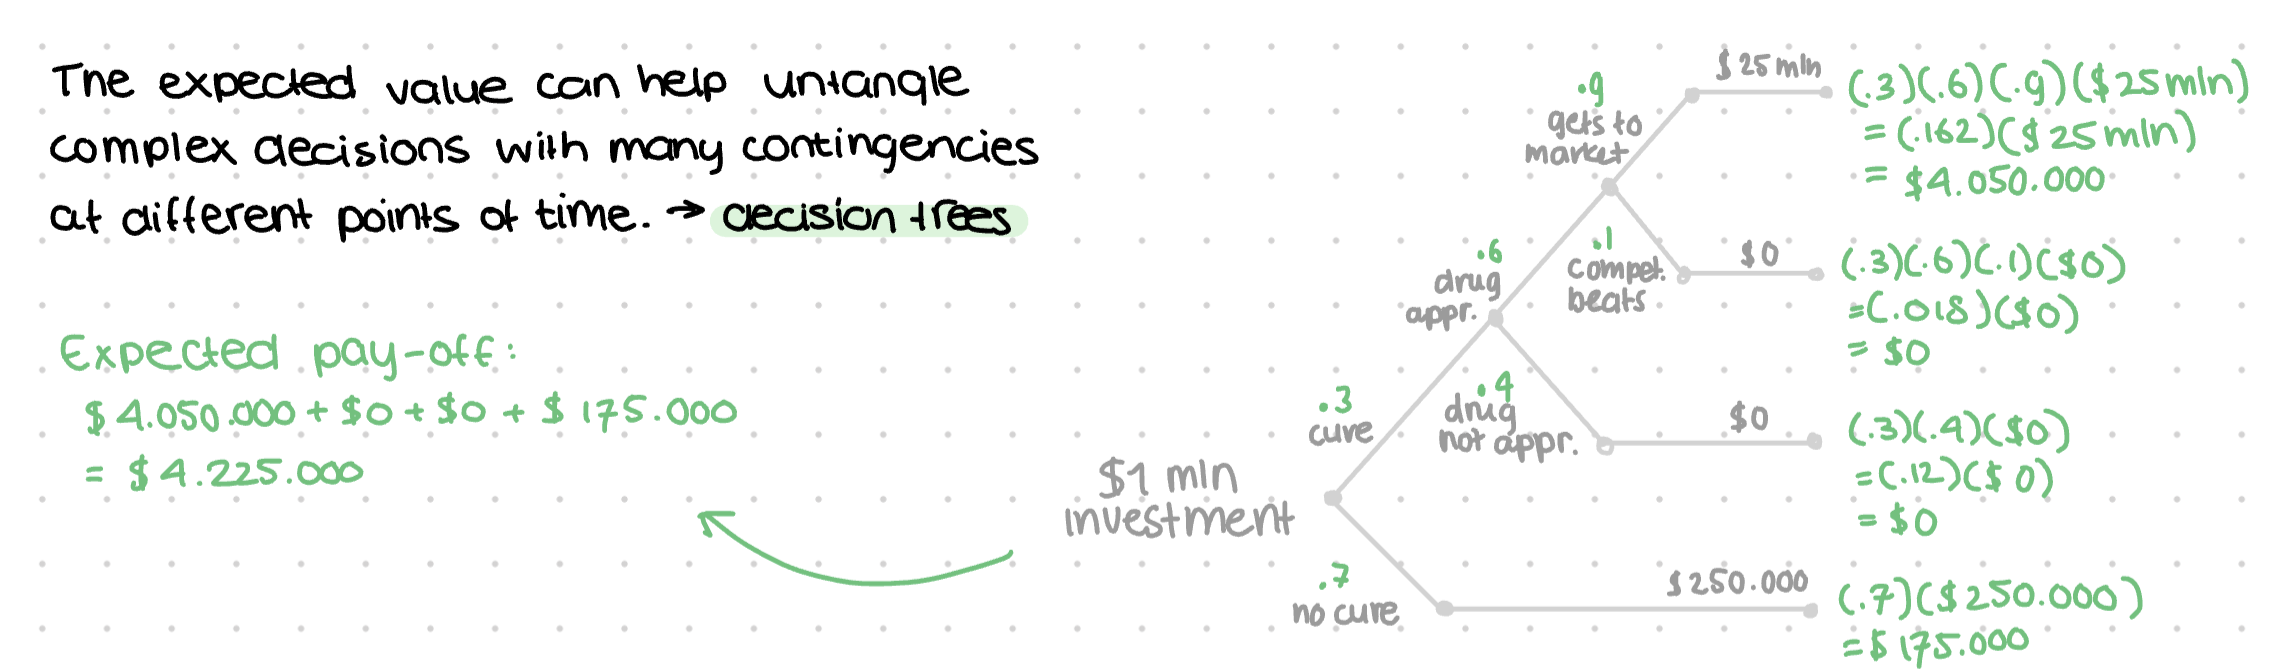 The expected value can help untangle
complex decisions with many contingencies
at different points of time. → decision trees
Expected pay-off:
$4.050.000 + $0 + $0 + $175.000
= $4.225.000
$1 mln
investment
.3
cure
.7
no cure
.6
drug
appr.
.4
drug
not appr.
.9
gets to
market
.1
compet.
beats
$25 mln
(.3)(.6)(.9)($25mln)
= (.162)($25mln)
= $4.050.000
$0
(.3)(.6)(.1)($0)
=(.018)($0)
= $0
$0
(.3)(.4)($0)
=(.12)($0)
= $0
$250.000
(.7)($250.000)
=$175.000